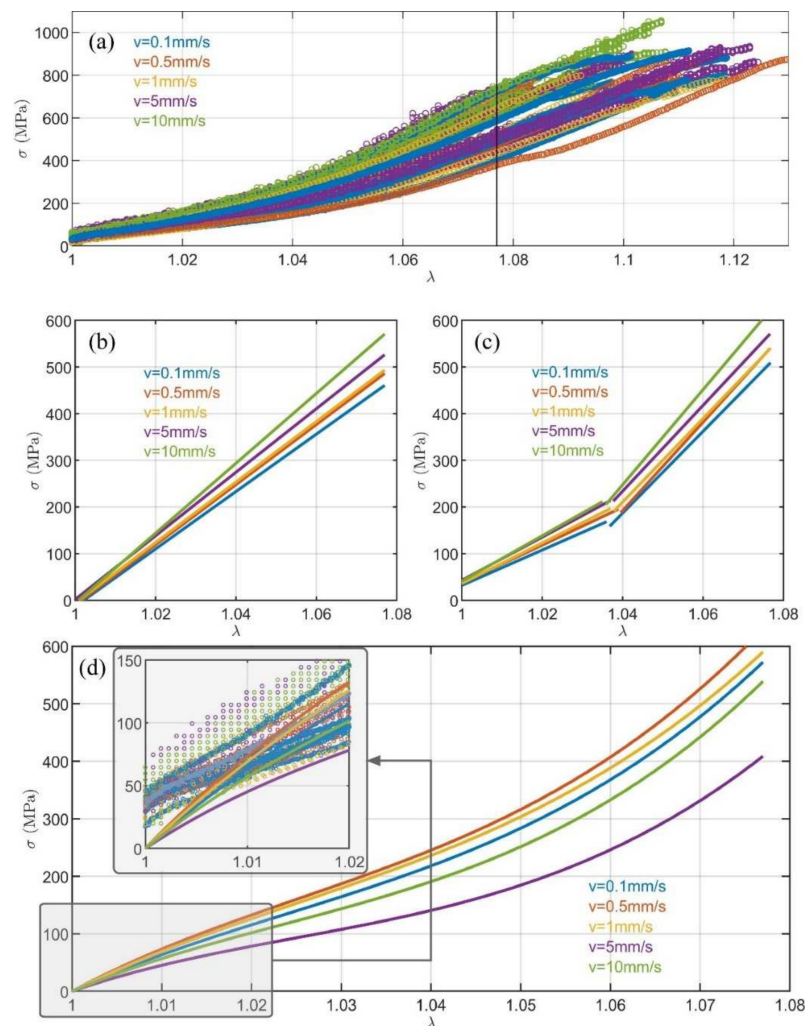 (a)
v=0.1mm/s
v=0.5mm/s
v=1mm/s
v=5mm/s
v=10mm/s
1000
800
600
400
200
0
σ (MPa)
1 1.02 1.04 1.06 1.08 1.1 1.12
λ
(b)
v=0.1mm/s
v=0.5mm/s
v=1mm/s
v=5mm/s
v=10mm/s
600
500
400
300
200
100
0
σ (MPa)
1 1.02 1.04 1.06 1.08
λ
(c)
v=0.1mm/s
v=0.5mm/s
v=1mm/s
v=5mm/s
v=10mm/s
600
500
400
300
200
100
0
σ (MPa)
1 1.02 1.04 1.06 1.08
λ
(d)
150
100
50
0
1 1.01 1.02
600
500
400
300
200
100
0
σ (MPa)
v=0.1mm/s
v=0.5mm/s
v=1mm/s
v=5mm/s
v=10mm/s
1 1.01 1.02 1.03 1.04 1.05 1.06 1.07 1.08
λ